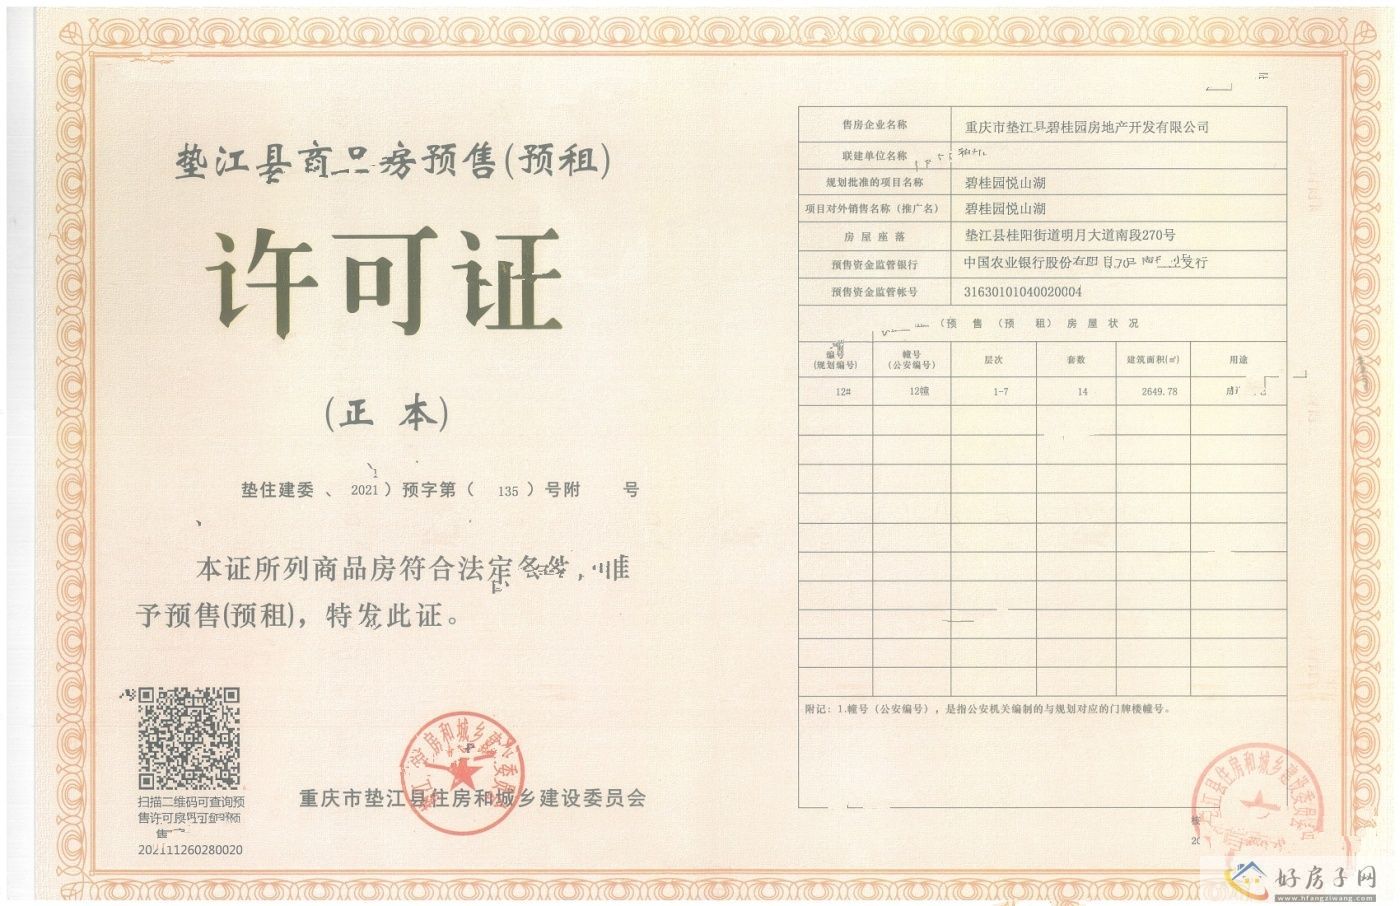 垫江县商品房预售(预租)
许可证
(正 本)
垫住建委 、 2021 ) 预字第 ( 135 ) 号附 号
本证所列商品房符合法定条件,准
予预售(预租),特发此证。
扫描二维码可查询预
售许可
202111260280020
重庆市垫江县住房和城乡建设委员会
售房企业名称 重庆市垫江县碧桂园房地产开发有限公司
联建单位名称
规划批准的项目名称 碧桂园悦山湖
项目对外销售名称(推广名) 碧桂园悦山湖
房屋座落 垫江县桂阳街道明月大道南段270号
预售资金监管银行 中国农业银行股份有限 支行
预售资金监管帐号 31630101040020004
(预 售 (预 租) 房 屋 状 况
编号 幢号 层次 套数 建筑面积(㎡) 用途
(规划编号) (公安编号)
12# 12幢 1-7 14 2649.78
附记:1.幢号(公安编号),是指公安机关编制的与规划对应的门牌楼幢号。
好房子网
www.hfangziwang.com